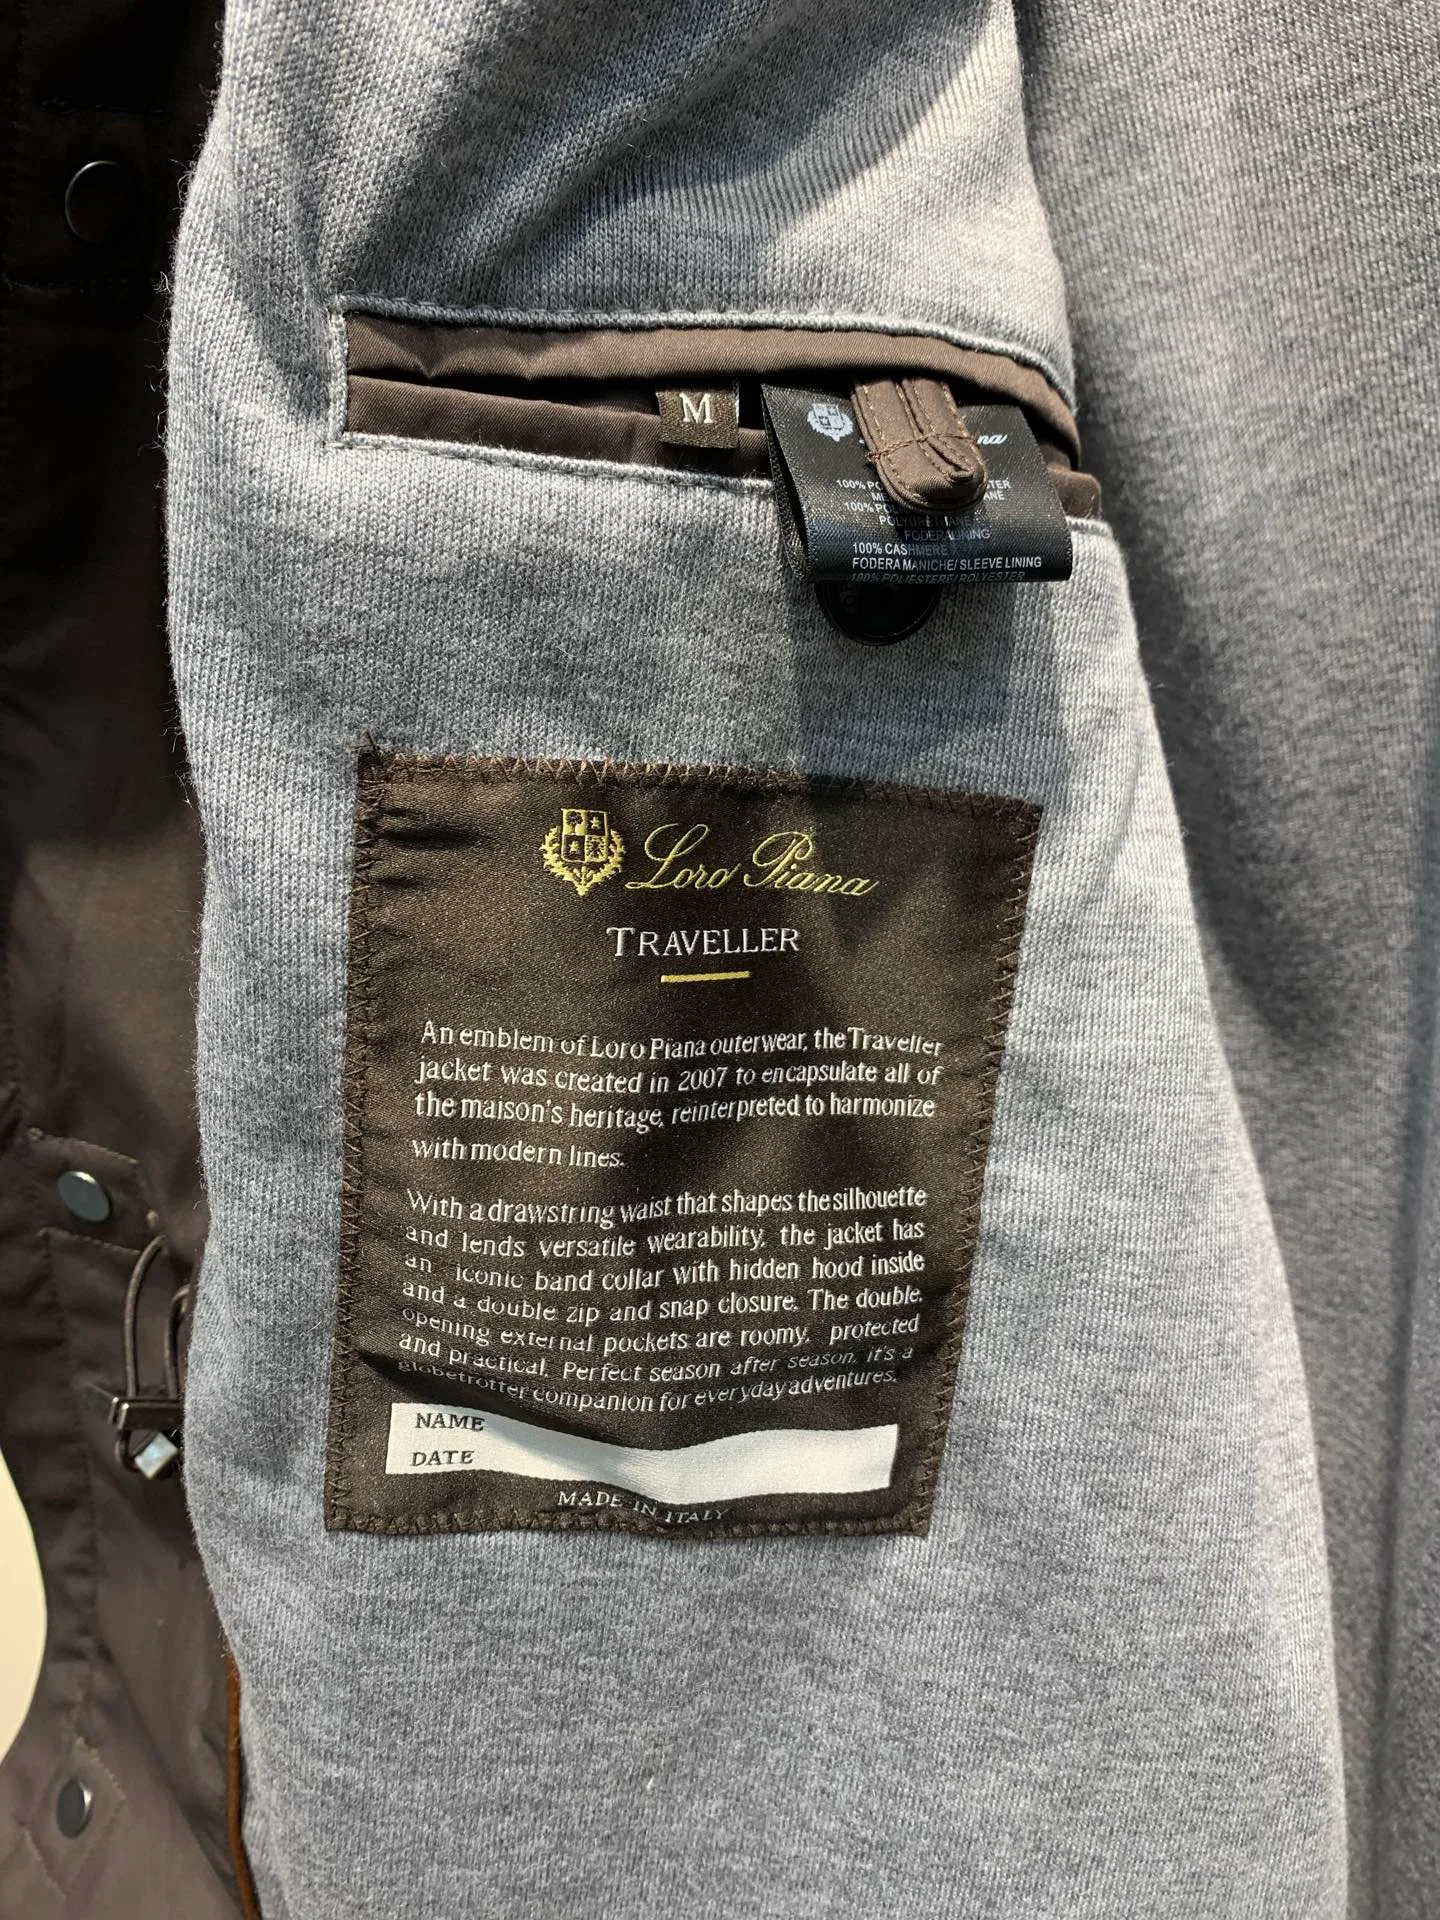 M
100% CASHMERE
FODERA/LINING
FODERA MANICHE/SLEEVE LINING
100% POLIESTERE/POLYESTER
Loro Piana
TRAVELLER
An emblem of Loro Piana outerwear, the Traveller
jacket was created in 2007 to encapsulate all of
the maison's heritage, reinterpreted to harmonize
with modern lines.
With a drawstring waist that shapes the silhouette
and lends versatile wearability, the jacket has
an iconic band collar with hidden hood inside
and a double zip and snap closure. The double.
opening external pockets are roomy, protected
and practical. Perfect season after season, it's a
globetrotter companion for everyday adventures.
NAME
DATE
MADE IN ITALY